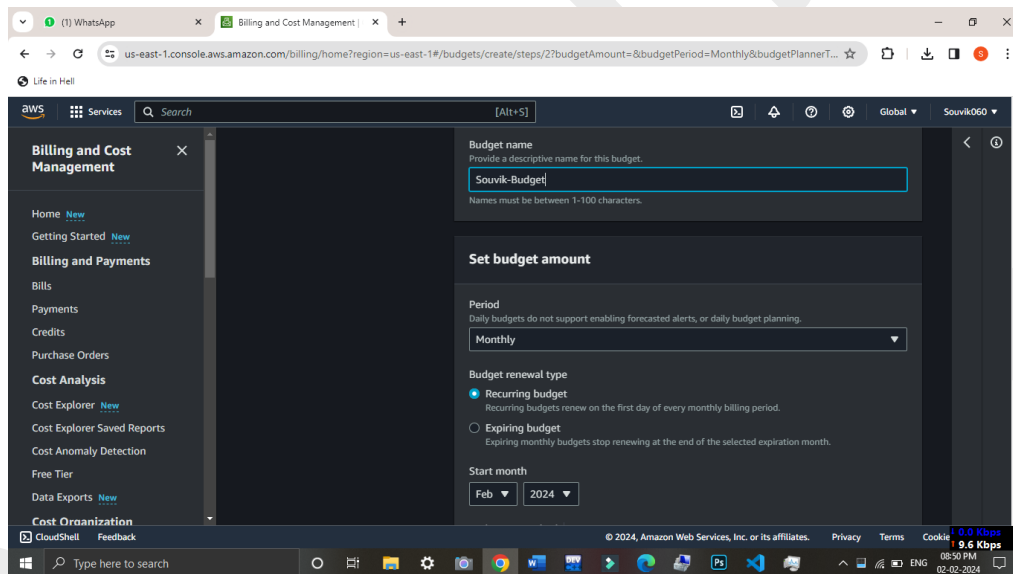 (1) WhatsApp
Billing and Cost Management |
us-east-1.console.aws.amazon.com/billing/home?region=us-east-1#/budgets/create/steps/2?budgetAmount=&budgetPeriod=Monthly&budgetPlannerT...
S
Life in Hell
aws
Services
Search
[Alt+S]
Global
Souvik060
Billing and Cost
Management
Home New
Getting Started New
Billing and Payments
Bills
Payments
Credits
Purchase Orders
Cost Analysis
Cost Explorer New
Cost Explorer Saved Reports
Cost Anomaly Detection
Free Tier
Data Exports New
Cost Organization
Budget name
Provide a descriptive name for this budget.
Souvik-Budget
Names must be between 1-100 characters.
Set budget amount
Period
Daily budgets do not support enabling forecasted alerts, or daily budget planning.
Monthly
Budget renewal type
Recurring budget
Recurring budgets renew on the first day of every monthly billing period.
Expiring budget
Expiring monthly budgets stop renewing at the end of the selected expiration month.
Start month
Feb 2024
CloudShell Feedback
© 2024, Amazon Web Services, Inc. or its affiliates. Privacy Terms Cookie
0.0 Kbps
9.6 Kbps
Type here to search
DEV
Ps
ENG
08:50 PM
02-02-2024